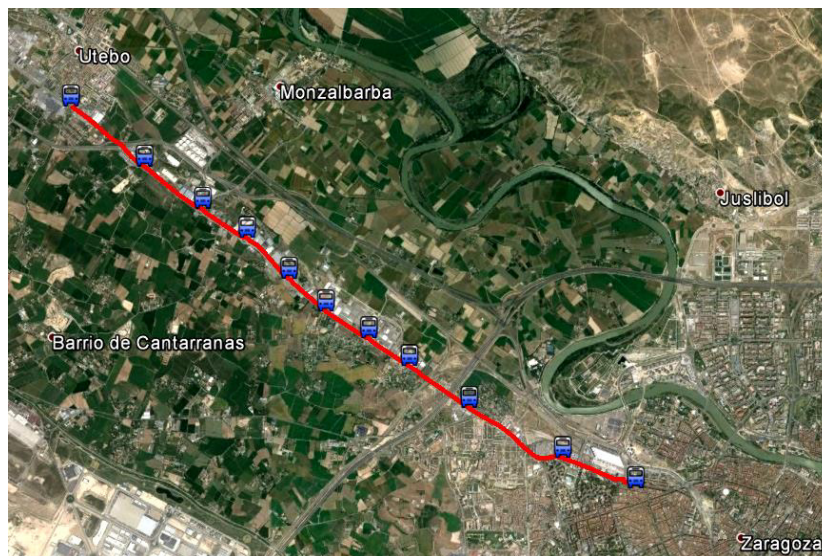 Utebo
Monzalbarba
Juslibol
Barrio de Cantarranas
Zaragoza